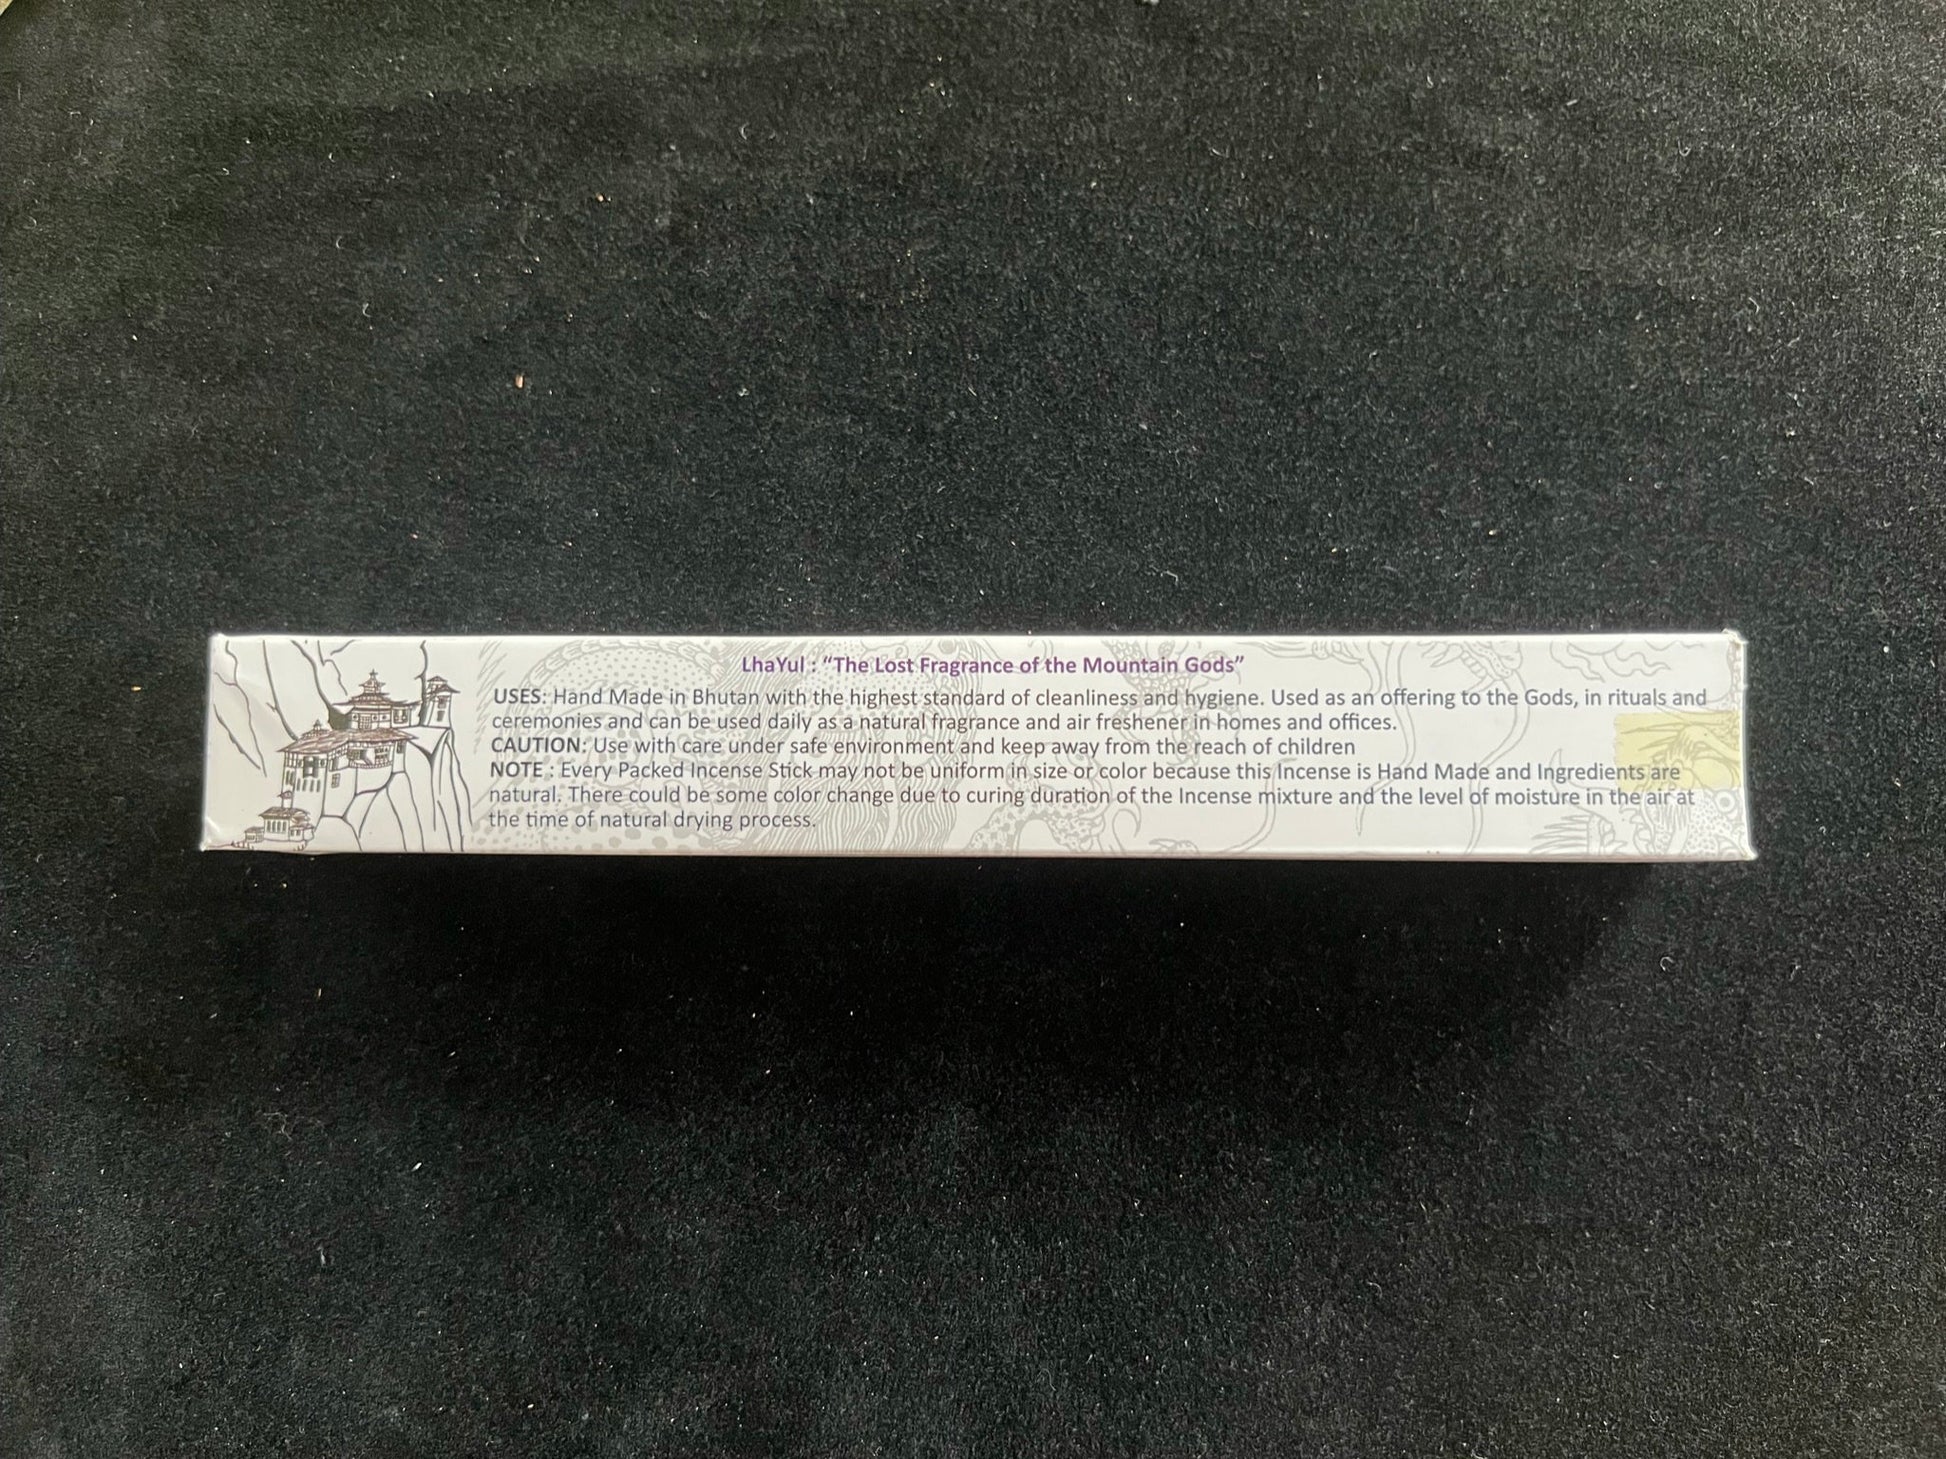 LhaYul : “The Lost Fragrance of the Mountain Gods”
USES: Hand Made in Bhutan with the highest standard of cleanliness and hygiene. Used as an offering to the Gods, in rituals and
ceremonies and can be used daily as a natural fragrance and air freshener in homes and offices.
CAUTION: Use with care under safe environment and keep away from the reach of children
NOTE : Every Packed Incense Stick may not be uniform in size or color because this Incense is Hand Made and Ingredients are
natural. There could be some color change due to curing duration of the Incense mixture and the level of moisture in the air at
the time of natural drying process.